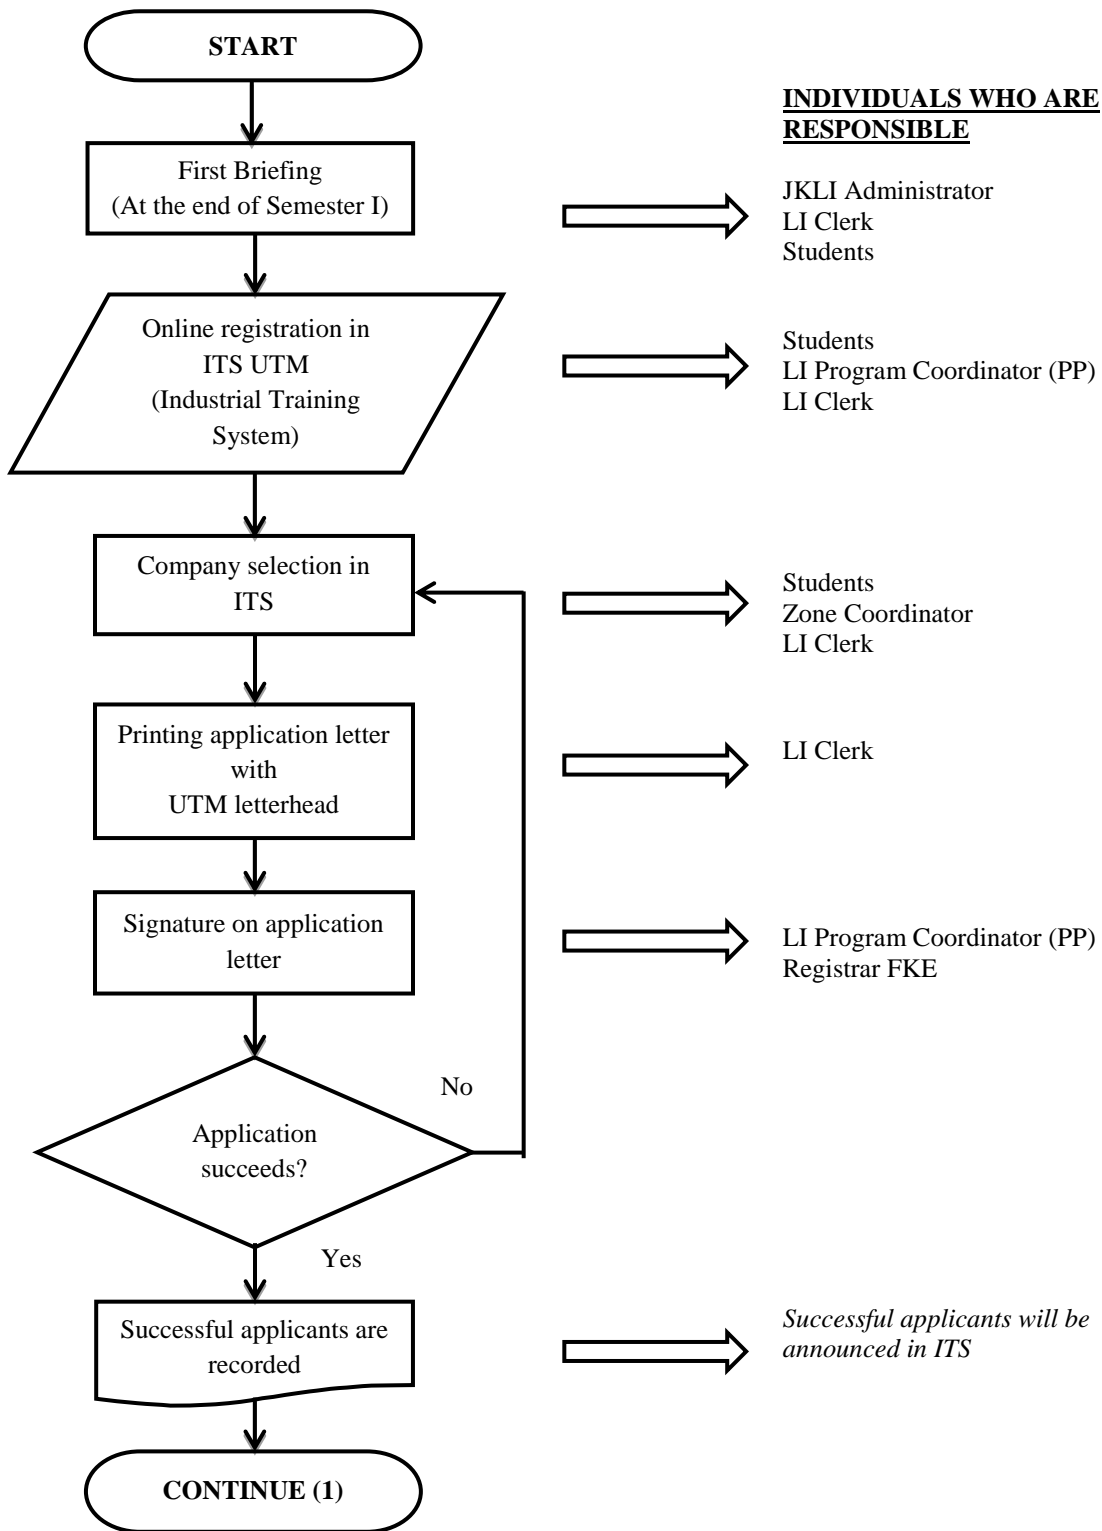 START
INDIVIDUALS WHO ARE
RESPONSIBLE
First Briefing
(At the end of Semester I)
JKLI Administrator
LI Clerk
Students
Online registration in
ITS UTM
(Industrial Training
System)
Students
LI Program Coordinator (PP)
LI Clerk
Company selection in
ITS
Students
Zone Coordinator
LI Clerk
Printing application letter
with
UTM letterhead
LI Clerk
Signature on application
letter
LI Program Coordinator (PP)
Registrar FKE
No
Application
succeeds?
Yes
Successful applicants are
recorded
Successful applicants will be
announced in ITS
CONTINUE (1)